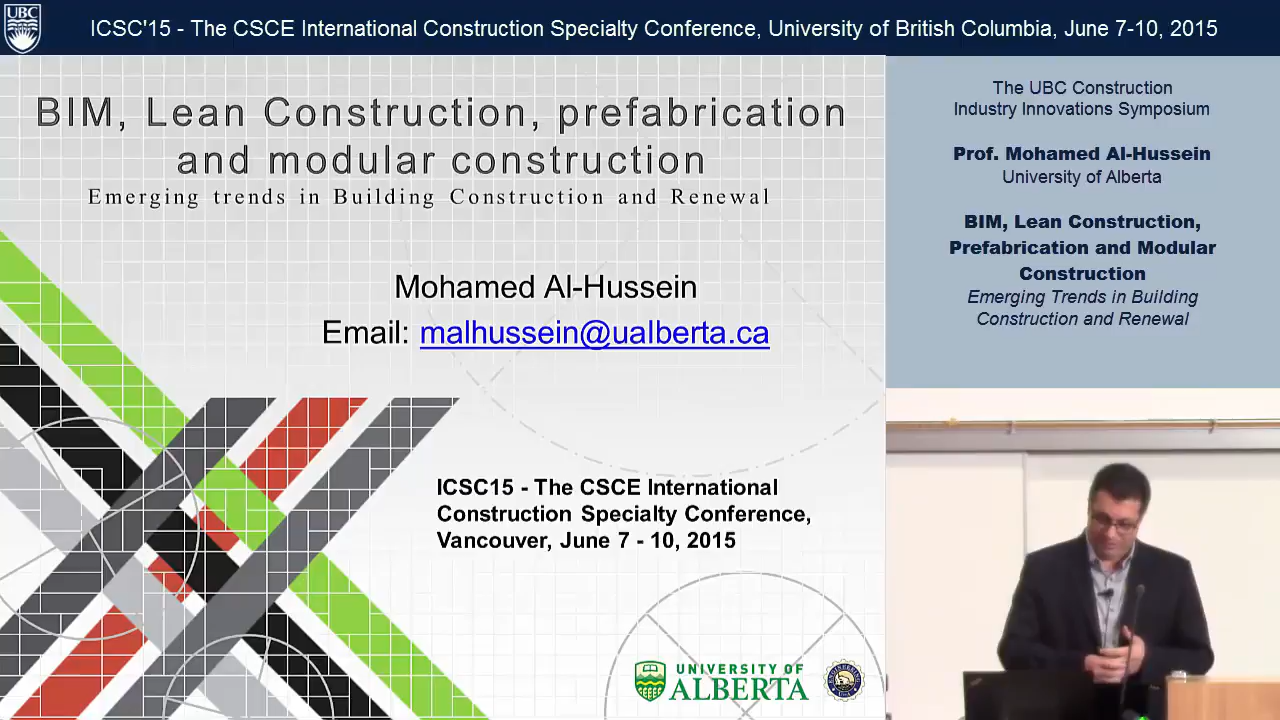 UBC
ICSC'15 - The CSCE International Construction Specialty Conference, University of British Columbia, June 7-10, 2015
BIM, Lean Construction, prefabrication
and modular construction
Emerging trends in Building Construction and Renewal
Mohamed Al-Hussein
Email: malhussein@ualberta.ca
ICSC15 - The CSCE International
Construction Specialty Conference,
Vancouver, June 7 - 10, 2015
UNIVERSITY OF
ALBERTA
The UBC Construction
Industry Innovations Symposium
Prof. Mohamed Al-Hussein
University of Alberta
BIM, Lean Construction,
Prefabrication and Modular
Construction
Emerging Trends in Building
Construction and Renewal